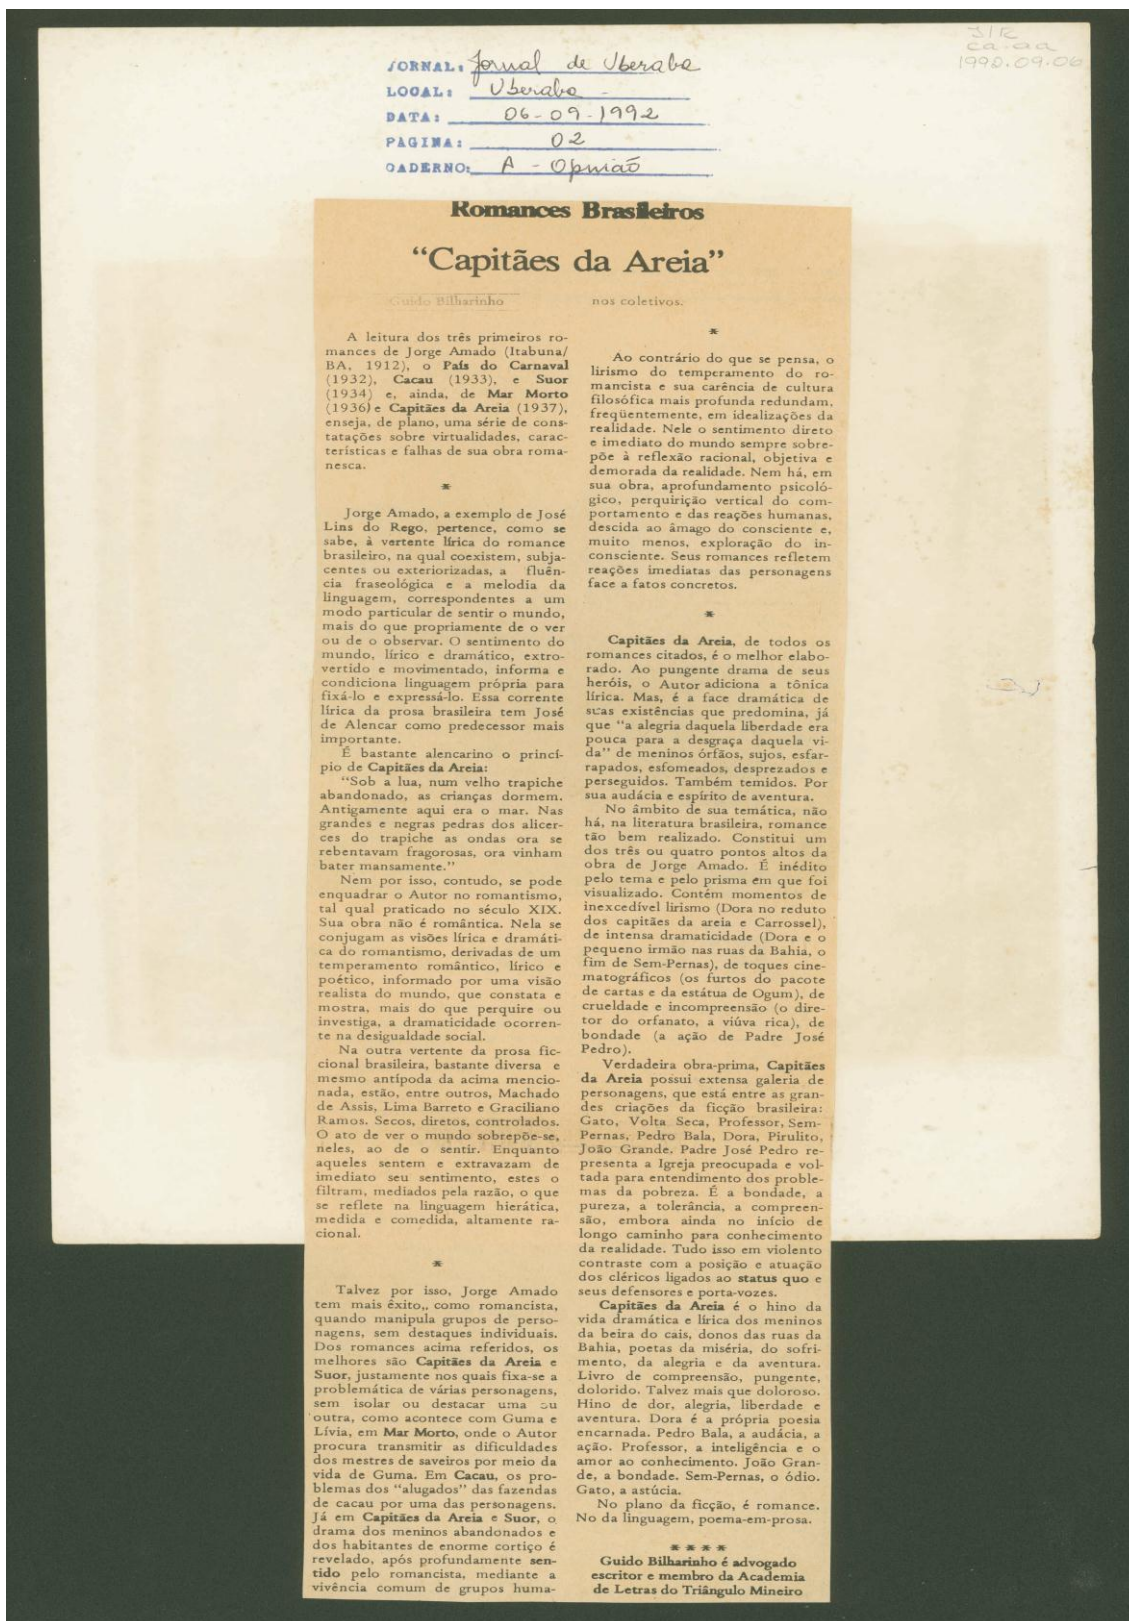 JIR
ca.aa
1992.09.06
JORNAL: Jornal de Uberaba
LOCAL: Uberaba -
DATA: 06-09-1992
PAGINA: 02
CADERNO: A - Opinião
Romances Brasileiros
“Capitães da Areia”
Guido Bilharinho
A leitura dos três primeiros ro-
mances de Jorge Amado (Itabuna/
BA, 1912), o País do Carnaval
(1932), Cacau (1933), e Suor
(1934) e, ainda, de Mar Morto
(1936) e Capitães da Areia (1937),
enseja, de plano, uma série de cons-
tatações sobre virtualidades, carac-
terísticas e falhas de sua obra roma-
nesca.
*
Jorge Amado, a exemplo de José
Lins do Rego, pertence, como se
sabe, à vertente lírica do romance
brasileiro, na qual coexistem, subja-
centes ou exteriorizadas, a fluên-
cia fraseológica e a melodia da
linguagem, correspondentes a um
modo particular de sentir o mundo,
mais do que propriamente de o ver
ou de o observar. O sentimento do
mundo, lírico e dramático, extro-
vertido e movimentado, informa e
condiciona linguagem própria para
fixá-lo e expressá-lo. Essa corrente
lírica da prosa brasileira tem José
de Alencar como predecessor mais
importante.
É bastante alencarino o princí-
pio de Capitães da Areia:
“Sob a lua, num velho trapiche
abandonado, as crianças dormem.
Antigamente aqui era o mar. Nas
grandes e negras pedras dos alicer-
ces do trapiche as ondas ora se
rebentavam fragorosas, ora vinham
bater mansamente.”
Nem por isso, contudo, se pode
enquadrar o Autor no romantismo,
tal qual praticado no século XIX.
Sua obra não é romântica. Nela se
conjugam as visões lírica e dramáti-
ca do romantismo, derivadas de um
temperamento romântico, lírico e
poético, informado por uma visão
realista do mundo, que constata e
mostra, mais do que perquire ou
investiga, a dramaticidade ocorren-
te na desigualdade social.
Na outra vertente da prosa fic-
cional brasileira, bastante diversa e
mesmo antípoda da acima mencio-
nada, estão, entre outros, Machado
de Assis, Lima Barreto e Graciliano
Ramos. Secos, diretos, controlados.
O ato de ver o mundo sobrepõe-se,
neles, ao de o sentir. Enquanto
aqueles sentem e extravazam de
imediato seu sentimento, estes o
filtram, mediados pela razão, o que
se reflete na linguagem hierática,
medida e comedida, altamente ra-
cional.
*
Talvez por isso, Jorge Amado
tem mais êxito,, como romancista,
quando manipula grupos de perso-
nagens, sem destaques individuais.
Dos romances acima referidos, os
melhores são Capitães da Areia e
Suor, justamente nos quais fixa-se a
problemática de várias personagens,
sem isolar ou destacar uma ou
outra, como acontece com Guma e
Lívia, em Mar Morto, onde o Autor
procura transmitir as dificuldades
dos mestres de saveiros por meio da
vida de Guma. Em Cacau, os pro-
blemas dos “alugados” das fazendas
de cacau por uma das personagens.
Já em Capitães da Areia e Suor, o
drama dos meninos abandonados e
dos habitantes de enorme cortiço é
revelado, após profundamente sen-
tido pelo romancista, mediante a
vivência comum de grupos huma-
nos coletivos.
*
Ao contrário do que se pensa, o
lirismo do temperamento do ro-
mancista e sua carência de cultura
filosófica mais profunda redundam,
freqüentemente, em idealizações da
realidade. Nele o sentimento direto
e imediato do mundo sempre sobre-
põe à reflexão racional, objetiva e
demorada da realidade. Nem há, em
sua obra, aprofundamento psicoló-
gico, perquirição vertical do com-
portamento e das reações humanas,
descida ao âmago do consciente e,
muito menos, exploração do in-
consciente. Seus romances refletem
reações imediatas das personagens
face a fatos concretos.
*
Capitães da Areia, de todos os
romances citados, é o melhor elabo-
rado. Ao pungente drama de seus
heróis, o Autor adiciona a tônica
lírica. Mas, é a face dramática de
suas existências que predomina, já
que “a alegria daquela liberdade era
pouca para a desgraça daquela vi-
da” de meninos órfãos, sujos, esfar-
rapados, esfomeados, desprezados e
perseguidos. Também temidos. Por
sua audácia e espírito de aventura.
No âmbito de sua temática, não
há, na literatura brasileira, romance
tão bem realizado. Constitui um
dos três ou quatro pontos altos da
obra de Jorge Amado. É inédito
pelo tema e pelo prisma em que foi
visualizado. Contém momentos de
inexcedível lirismo (Dora no reduto
dos capitães da areia e Carrossel),
de intensa dramaticidade (Dora e o
pequeno irmão nas ruas da Bahia, o
fim de Sem-Pernas), de toques cine-
matográficos (os furtos do pacote
de cartas e da estátua de Ogum), de
crueldade e incompreensão (o dire-
tor do orfanato, a viúva rica), de
bondade (a ação de Padre José
Pedro).
Verdadeira obra-prima, Capitães
da Areia possui extensa galeria de
personagens, que está entre as gran-
des criações da ficção brasileira:
Gato, Volta Seca, Professor, Sem-
Pernas, Pedro Bala, Dora, Pirulito,
João Grande. Padre José Pedro re-
presenta a Igreja preocupada e vol-
tada para entendimento dos proble-
mas da pobreza. É a bondade, a
pureza, a tolerância, a compreen-
são, embora ainda no início de
longo caminho para conhecimento
da realidade. Tudo isso em violento
contraste com a posição e atuação
dos cléricos ligados ao status quo e
seus defensores e porta-vozes.
Capitães da Areia é o hino da
vida dramática e lírica dos meninos
da beira do cais, donos das ruas da
Bahia, poetas da miséria, do sofri-
mento, da alegria e da aventura.
Livro de compreensão, pungente,
dolorido. Talvez mais que doloroso.
Hino de dor, alegria, liberdade e
aventura. Dora é a própria poesia
encarnada. Pedro Bala, a audácia, a
ação. Professor, a inteligência e o
amor ao conhecimento. João Gran-
de, a bondade. Sem-Pernas, o ódio.
Gato, a astúcia.
No plano da ficção, é romance.
No da linguagem, poema-em-prosa.
* * * *
Guido Bilharinho é advogado
escritor e membro da Academia
de Letras do Triângulo Mineiro